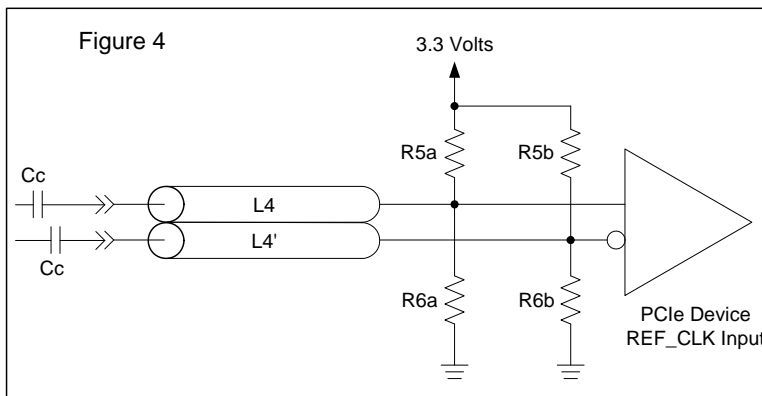 Figure 4
3.3 Volts
R5a
R5b
Cc
L4
L4'
Cc
R6a
R6b
PCIe Device
REF_CLK Input